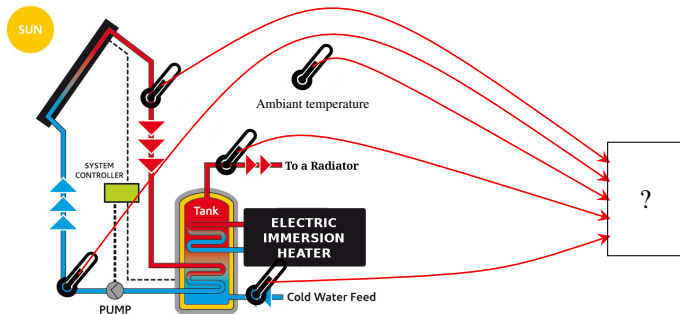 SUN
Ambiant temperature
SYSTEM
CONTROLLER
To a Radiator
?
Tank
ELECTRIC
IMMERSION
HEATER
Cold Water Feed
PUMP